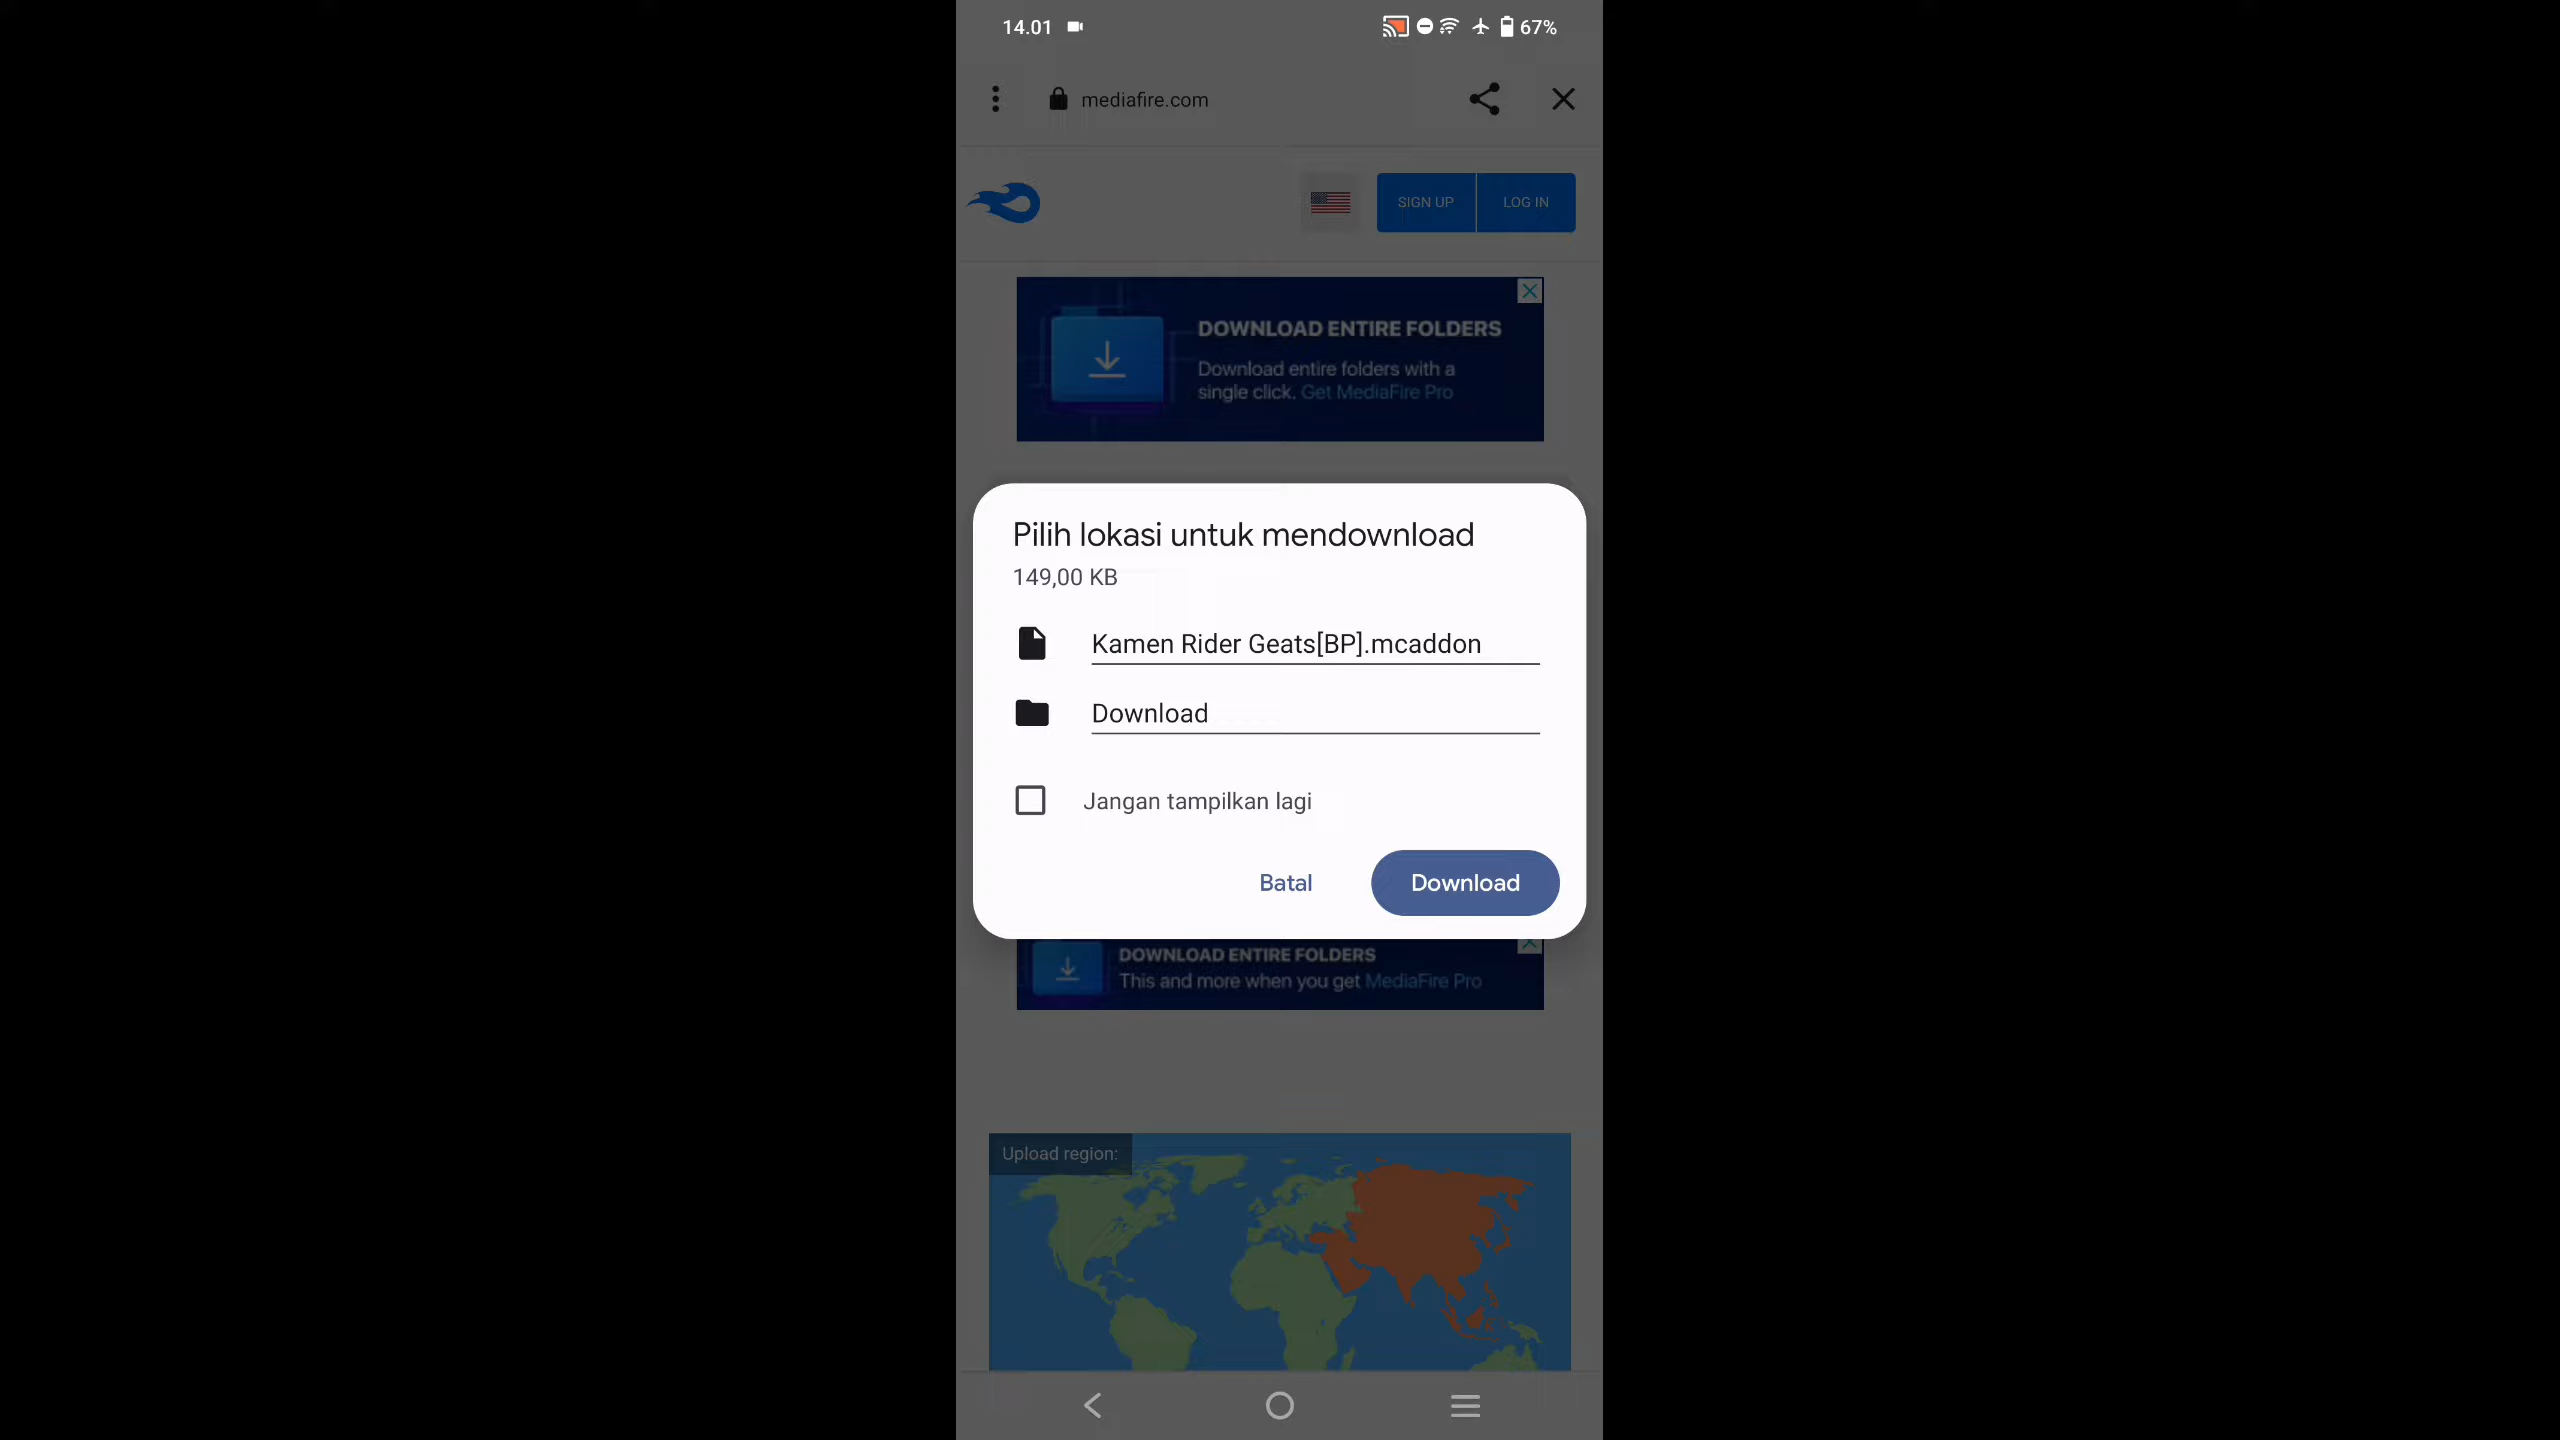 14.01
67%
mediafire.com
SIGN UP
LOG IN
DOWNLOAD ENTIRE FOLDERS
Download entire folders with a
single click. Get MediaFire Pro
Pilih lokasi untuk mendownload
149,00 KB
Kamen Rider Geats[BP].mcaddon
Download
Jangan tampilkan lagi
Batal
Download
DOWNLOAD ENTIRE FOLDERS
This and more when you get MediaFire Pro
Upload region: